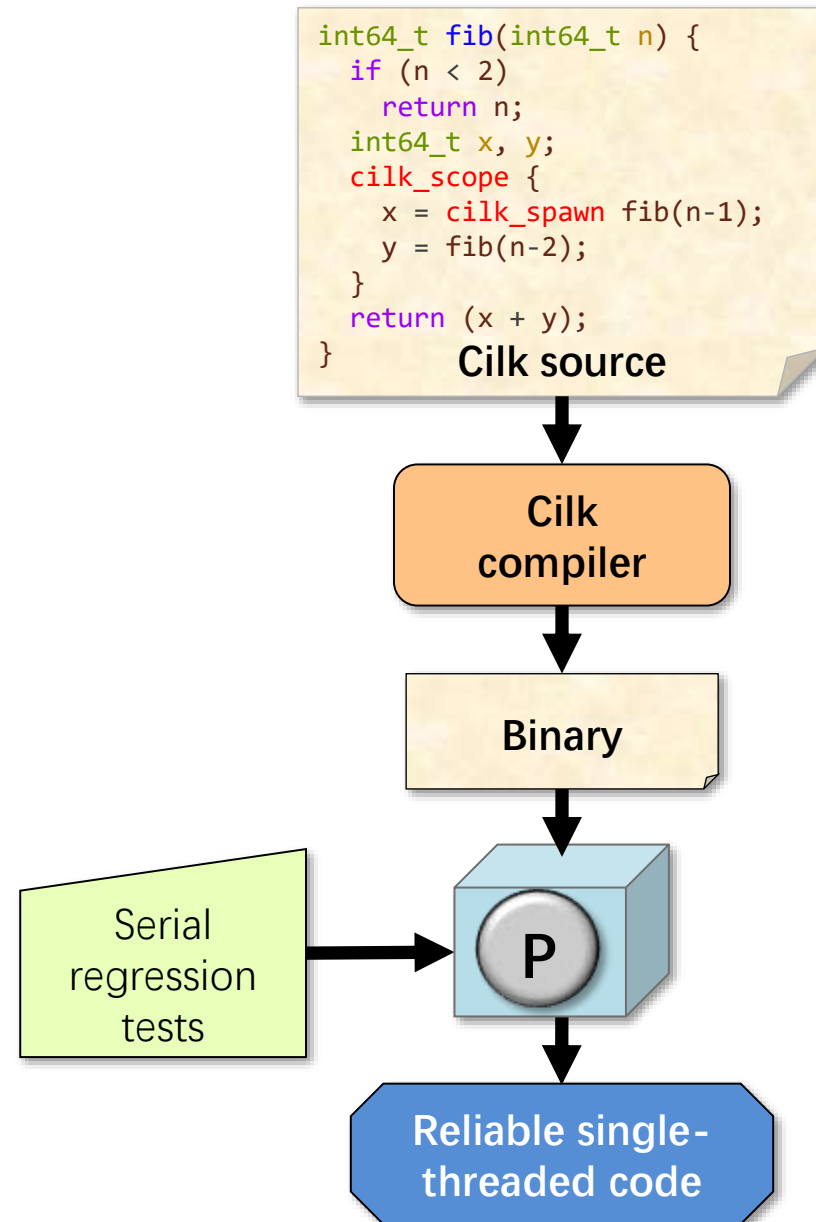 int64_t fib(int64_t n) {
  if (n < 2)
    return n;
  int64_t x, y;
  cilk_scope {
    x = cilk_spawn fib(n-1);
    y = fib(n-2);
  }
  return (x + y);
}
Cilk source
Cilk
compiler
Binary
Serial
regression
tests
P
Reliable single-
threaded code